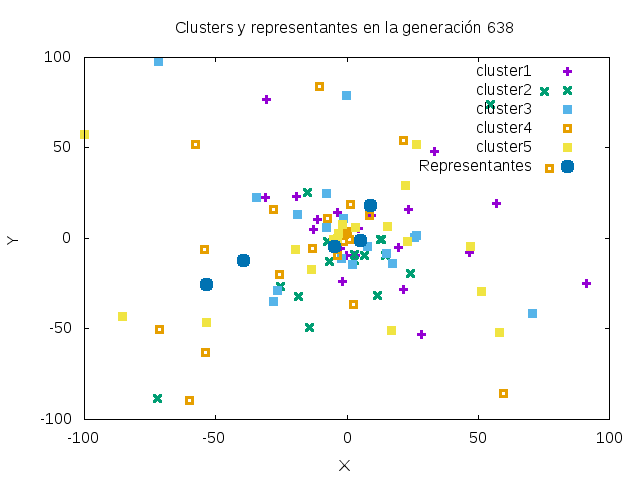 Clusters y representantes en la generación 638
100
50
0
-50
-100
-100
-50
0
50
100
Y
X
cluster1
cluster2
cluster3
cluster4
cluster5
Representantes